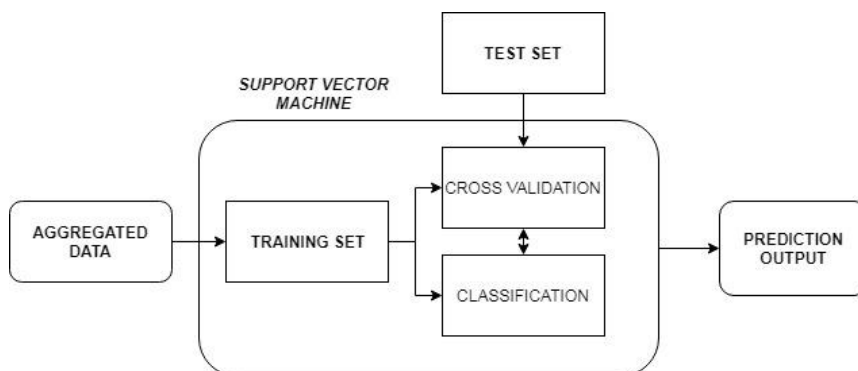 TEST SET
SUPPORT VECTOR
MACHINE
CROSS VALIDATION
AGGREGATED
DATA
TRAINING SET
CLASSIFICATION
PREDICTION
OUTPUT